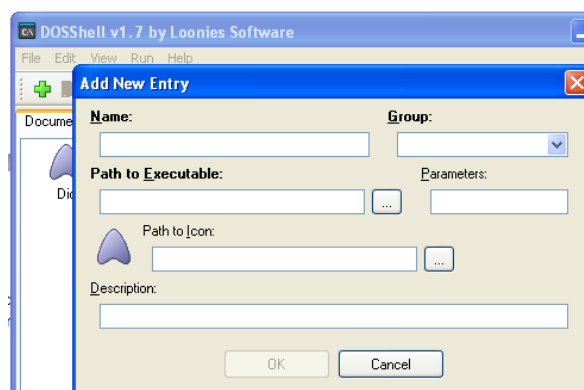 DOSShell v1.7 by Loonies Software
File Edit View Run Help
Add New Entry
Docume
Name: Group:
Path to Executable: Parameters:
...
Path to Icon:
...
Description:
OK Cancel